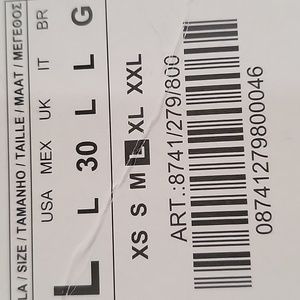 LA / SIZE / TAMANHO / TAILLE / MAAT / ΜΕΓΕΘΟΣ
USA MEX UK IT BR
L L 30 L L G
XS S M L XL XXL
ART.:8741/279/800
08741279800046